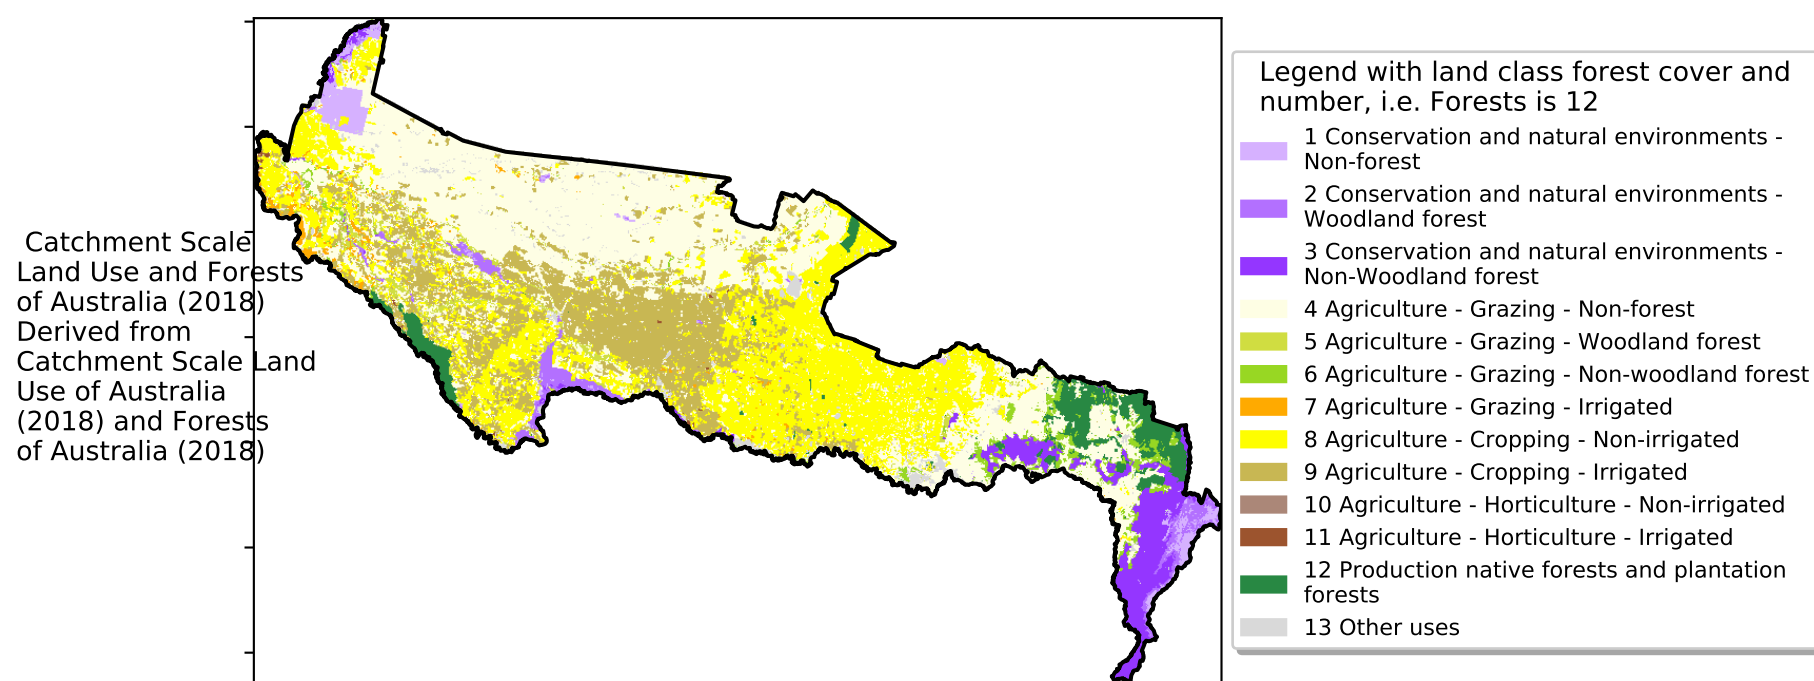 Catchment Scale
Land Use and Forests
of Australia (2018)
Derived from
Catchment Scale Land
Use of Australia
(2018) and Forests
of Australia (2018)
Legend with land class forest cover and
number, i.e. Forests is 12
1 Conservation and natural environments -
Non-forest
2 Conservation and natural environments -
Woodland forest
3 Conservation and natural environments -
Non-Woodland forest
4 Agriculture - Grazing - Non-forest
5 Agriculture - Grazing - Woodland forest
6 Agriculture - Grazing - Non-woodland forest
7 Agriculture - Grazing - Irrigated
8 Agriculture - Cropping - Non-irrigated
9 Agriculture - Cropping - Irrigated
10 Agriculture - Horticulture - Non-irrigated
11 Agriculture - Horticulture - Irrigated
12 Production native forests and plantation
forests
13 Other uses